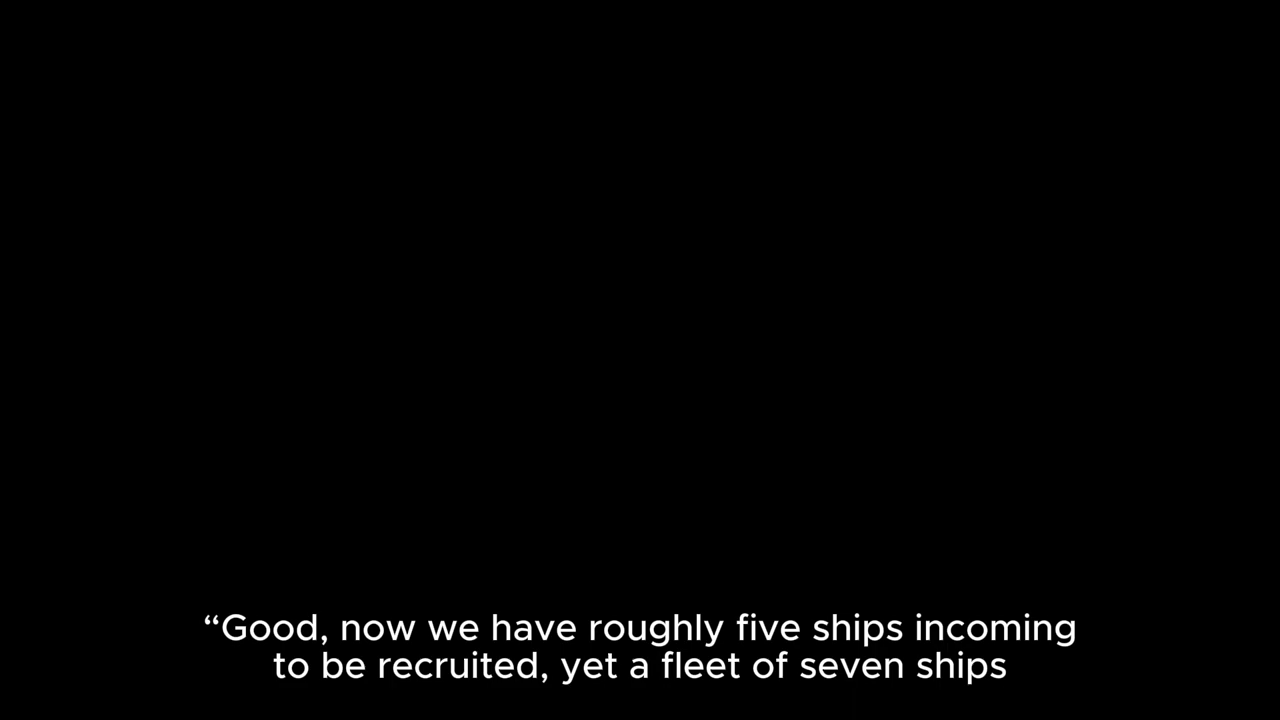 “Good, now we have roughly five ships incoming
to be recruited, yet a fleet of seven ships